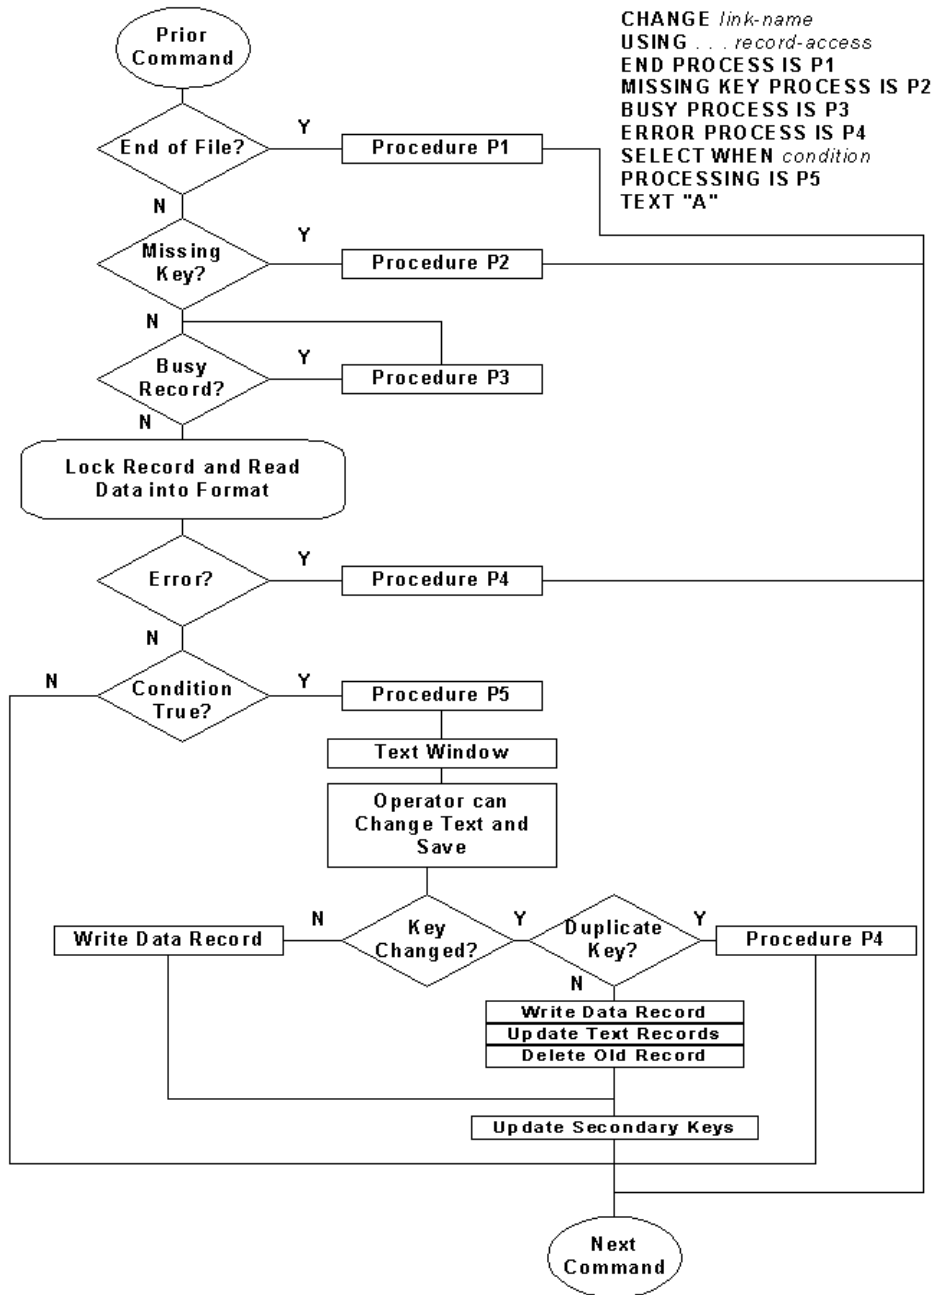 CHANGE link-name
USING . . . record-access
END PROCESS IS P1
MISSING KEY PROCESS IS P2
BUSY PROCESS IS P3
ERROR PROCESS IS P4
SELECT WHEN condition
PROCESSING IS P5
TEXT "A"
Prior
Command
End of File?
Y
Procedure P1
N
Missing
Key?
Y
Procedure P2
N
Busy
Record?
Y
Procedure P3
N
Lock Record and Read
Data into Format
Error?
Y
Procedure P4
N
N
Condition
True?
Y
Procedure P5
Text Window
Operator can
Change Text and
Save
Write Data Record
N
Key
Changed?
Y
Duplicate
Key?
Y
Procedure P4
N
Write Data Record
Update Text Records
Delete Old Record
Update Secondary Keys
Next
Command